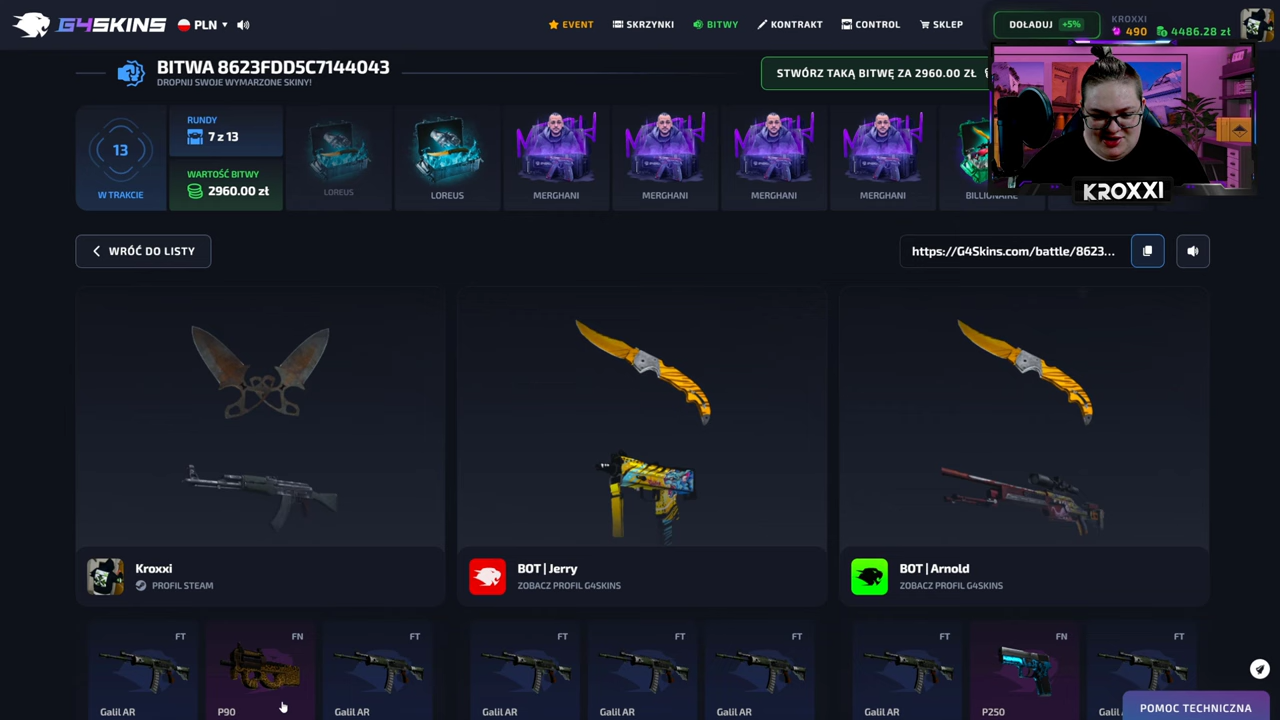 G4SKINS
PLN
EVENT
SKRZYNKI
BITWY
KONTRAKT
CONTROL
SKLEP
DOŁADUJ +5%
KROXXI
490
4486.28 zł
BITWA 8623FDD5C7144043
DROPNIJ SWOJE WYMARZONE SKINY!
STWÓRZ TAKĄ BITWĘ ZA 2960.00 ZŁ
13
W TRAKCIE
RUNDY
7 z 13
WARTOŚĆ BITWY
2960.00 zł
LOREUS
LOREUS
MERGHANI
MERGHANI
MERGHANI
MERGHANI
KROXXI
WRÓĆ DO LISTY
https://G4Skins.com/battle/8623...
Kroxxi
PROFIL STEAM
BOT | Jerry
ZOBACZ PROFIL G4SKINS
BOT | Arnold
ZOBACZ PROFIL G4SKINS
FT
FN
FT
FT
FT
FT
FT
FN
FT
Galil AR
P90
Galil AR
Galil AR
Galil AR
Galil AR
Galil AR
P250
POMOC TECHNICZNA